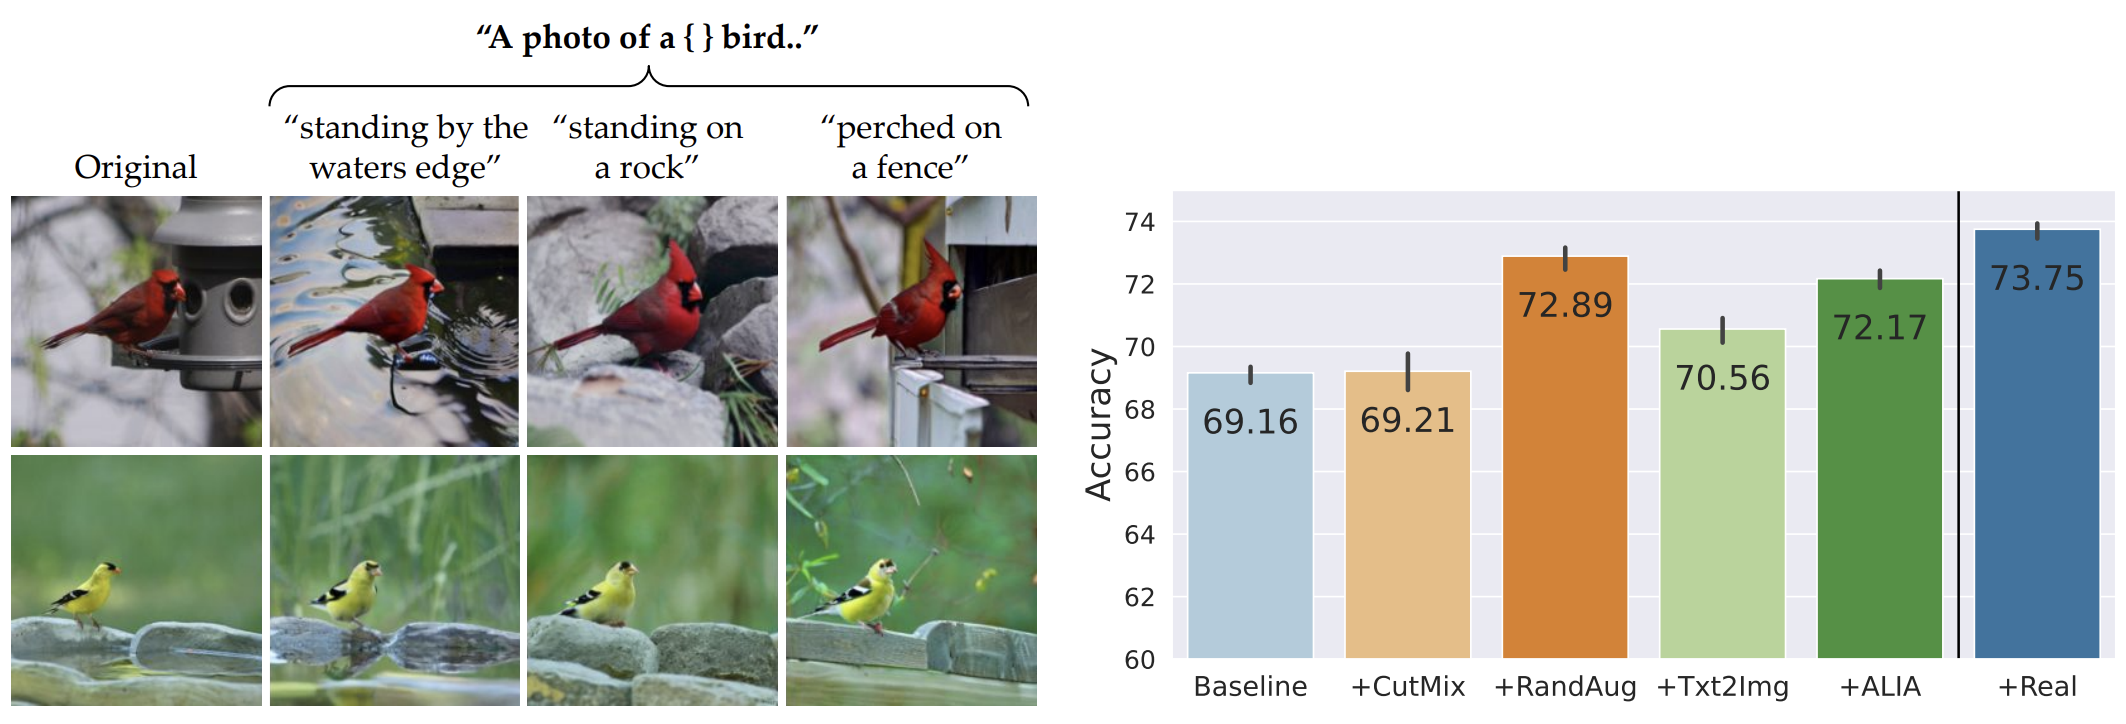 “A photo of a { } bird..”
Original
“standing by the
waters edge”
“standing on
a rock”
“perched on
a fence”
Accuracy
74
72
70
68
66
64
62
60
69.16
69.21
72.89
70.56
72.17
73.75
Baseline
+CutMix
+RandAug
+Txt2Img
+ALIA
+Real